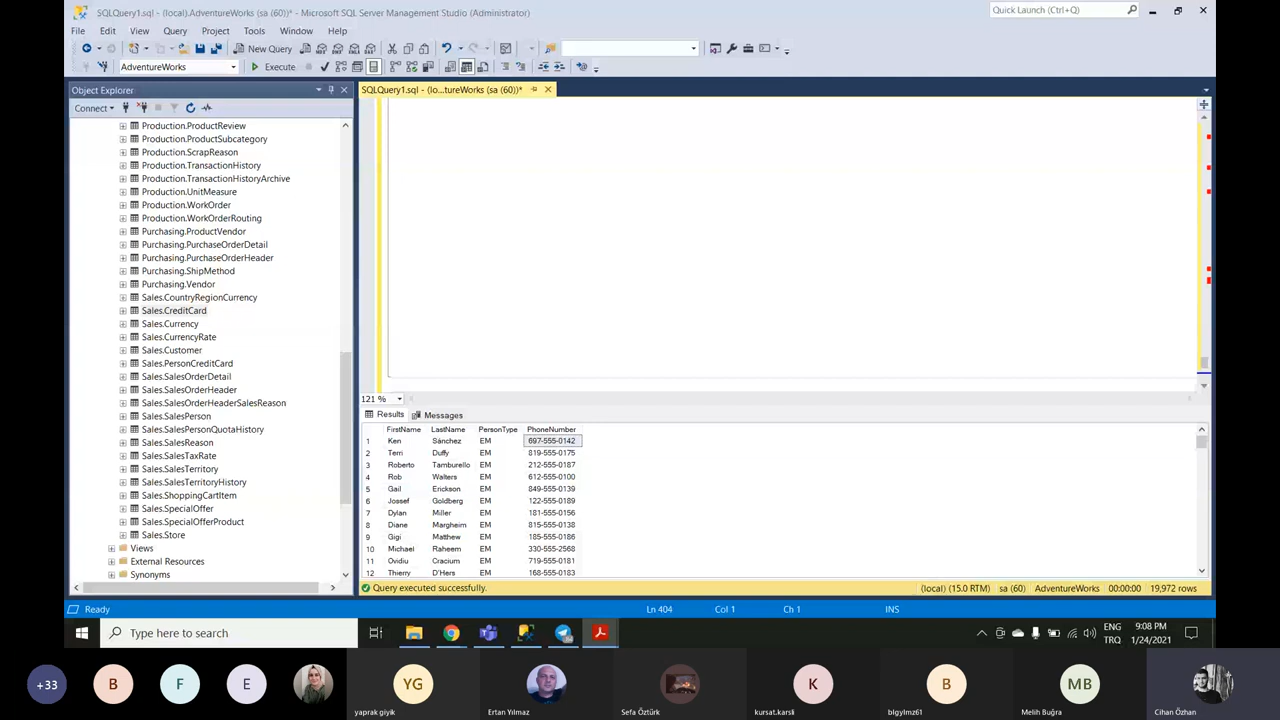 SQLQuery1.sql - (local).AdventureWorks (sa (60))* - Microsoft SQL Server Management Studio (Administrator)
Quick Launch (Ctrl+Q)
File Edit View Query Project Tools Window Help
New Query
AdventureWorks
Execute
Object Explorer
SQLQuery1.sql - (lo...tureWorks (sa (60))*
Connect
Production.ProductReview
Production.ProductSubcategory
Production.ScrapReason
Production.TransactionHistory
Production.TransactionHistoryArchive
Production.UnitMeasure
Production.WorkOrder
Production.WorkOrderRouting
Purchasing.ProductVendor
Purchasing.PurchaseOrderDetail
Purchasing.PurchaseOrderHeader
Purchasing.ShipMethod
Purchasing.Vendor
Sales.CountryRegionCurrency
Sales.CreditCard
Sales.Currency
Sales.CurrencyRate
Sales.Customer
Sales.PersonCreditCard
Sales.SalesOrderDetail
Sales.SalesOrderHeader
Sales.SalesOrderHeaderSalesReason
Sales.SalesPerson
Sales.SalesPersonQuotaHistory
Sales.SalesReason
Sales.SalesTaxRate
Sales.SalesTerritory
Sales.SalesTerritoryHistory
Sales.ShoppingCartItem
Sales.SpecialOffer
Sales.SpecialOfferProduct
Sales.Store
Views
External Resources
Synonyms
121 %
Results Messages
FirstName LastName PersonType PhoneNumber
1 Ken Sánchez EM 697-555-0142
2 Terri Duffy EM 819-555-0175
3 Roberto Tamburello EM 212-555-0187
4 Rob Walters EM 612-555-0100
5 Gail Erickson EM 849-555-0139
6 Jossef Goldberg EM 122-555-0189
7 Dylan Miller EM 181-555-0156
8 Diane Margheim EM 815-555-0138
9 Gigi Matthew EM 185-555-0186
10 Michael Raheem EM 330-555-2568
11 Ovidiu Cracium EM 719-555-0181
12 Thierry D'Hers EM 168-555-0183
Query executed successfully.
(local) (15.0 RTM) sa (60) AdventureWorks 00:00:00 19,972 rows
Ready
Ln 404 Col 1 Ch 1 INS
Type here to search
ENG
TRQ
9:08 PM
1/24/2021
+33
B
F
E
YG
yaprak giyik
Ertan Yılmaz
Sefa Öztürk
K
kursat.karsli
B
blgylmz61
MB
Melih Buğra
Cihan Özhan